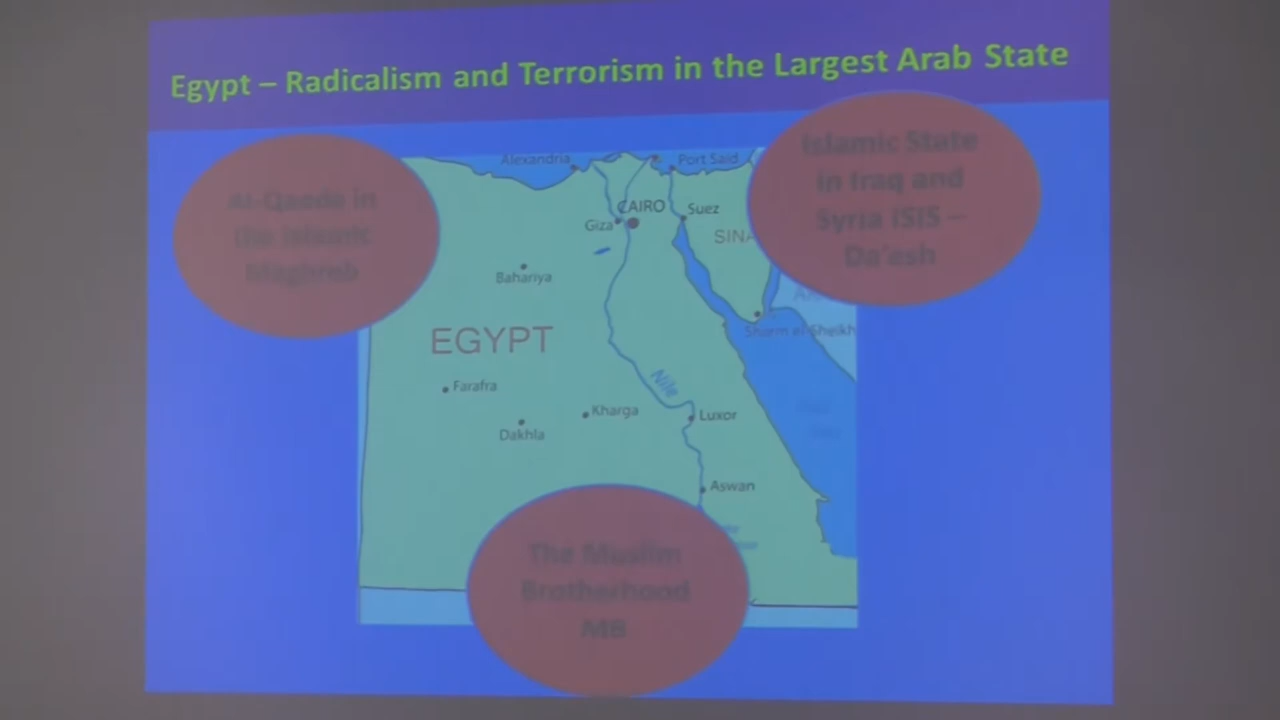 Egypt – Radicalism and Terrorism in the Largest Arab State
Al-Qaeda in
the Islamic
Maghreb
Islamic State
in Iraq and
Syria ISIS –
Da'esh
Alexandria
Port Said
CAIRO
Suez
Giza
SINA
Bahariya
EGYPT
Sharm el-Sheikh
Farafra
Nile
Kharga
Luxor
Dakhla
Aswan
The Muslim
Brotherhood
MB